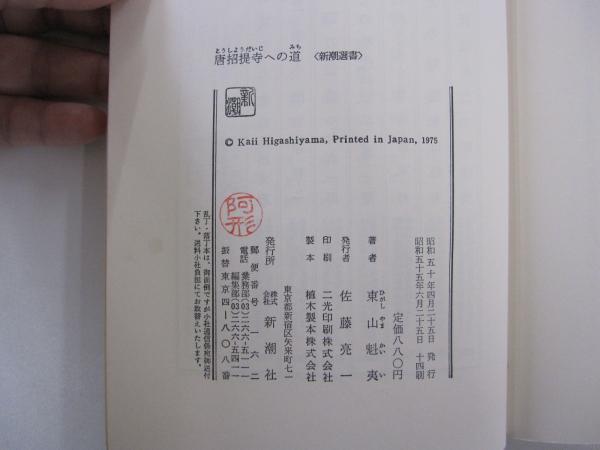 とうしようだいじ みち
唐招提寺への道 〈新潮選書〉
新潮
© Kaii Higashiyama, Printed in Japan, 1975
昭和五十年四月二十五日 発行
昭和五十五年六月二十五日 十四刷
定価八八〇円
著者 東山魁夷
ひがし やま かい い
発行者 佐藤亮一
印刷 二光印刷株式会社
製本 植木製本株式会社
東京都新宿区矢来町七一
発行所 株式会社 新潮社
郵便番号 一六二
電話 業務部(03)二六六-五一一一
編集部(03)二六六-五四一一
振替 東京四-八〇八番
阿形
乱丁・落丁本は、御面倒ですが小社通信係宛御送付
下さい。送料小社負担にてお取替えいたします。